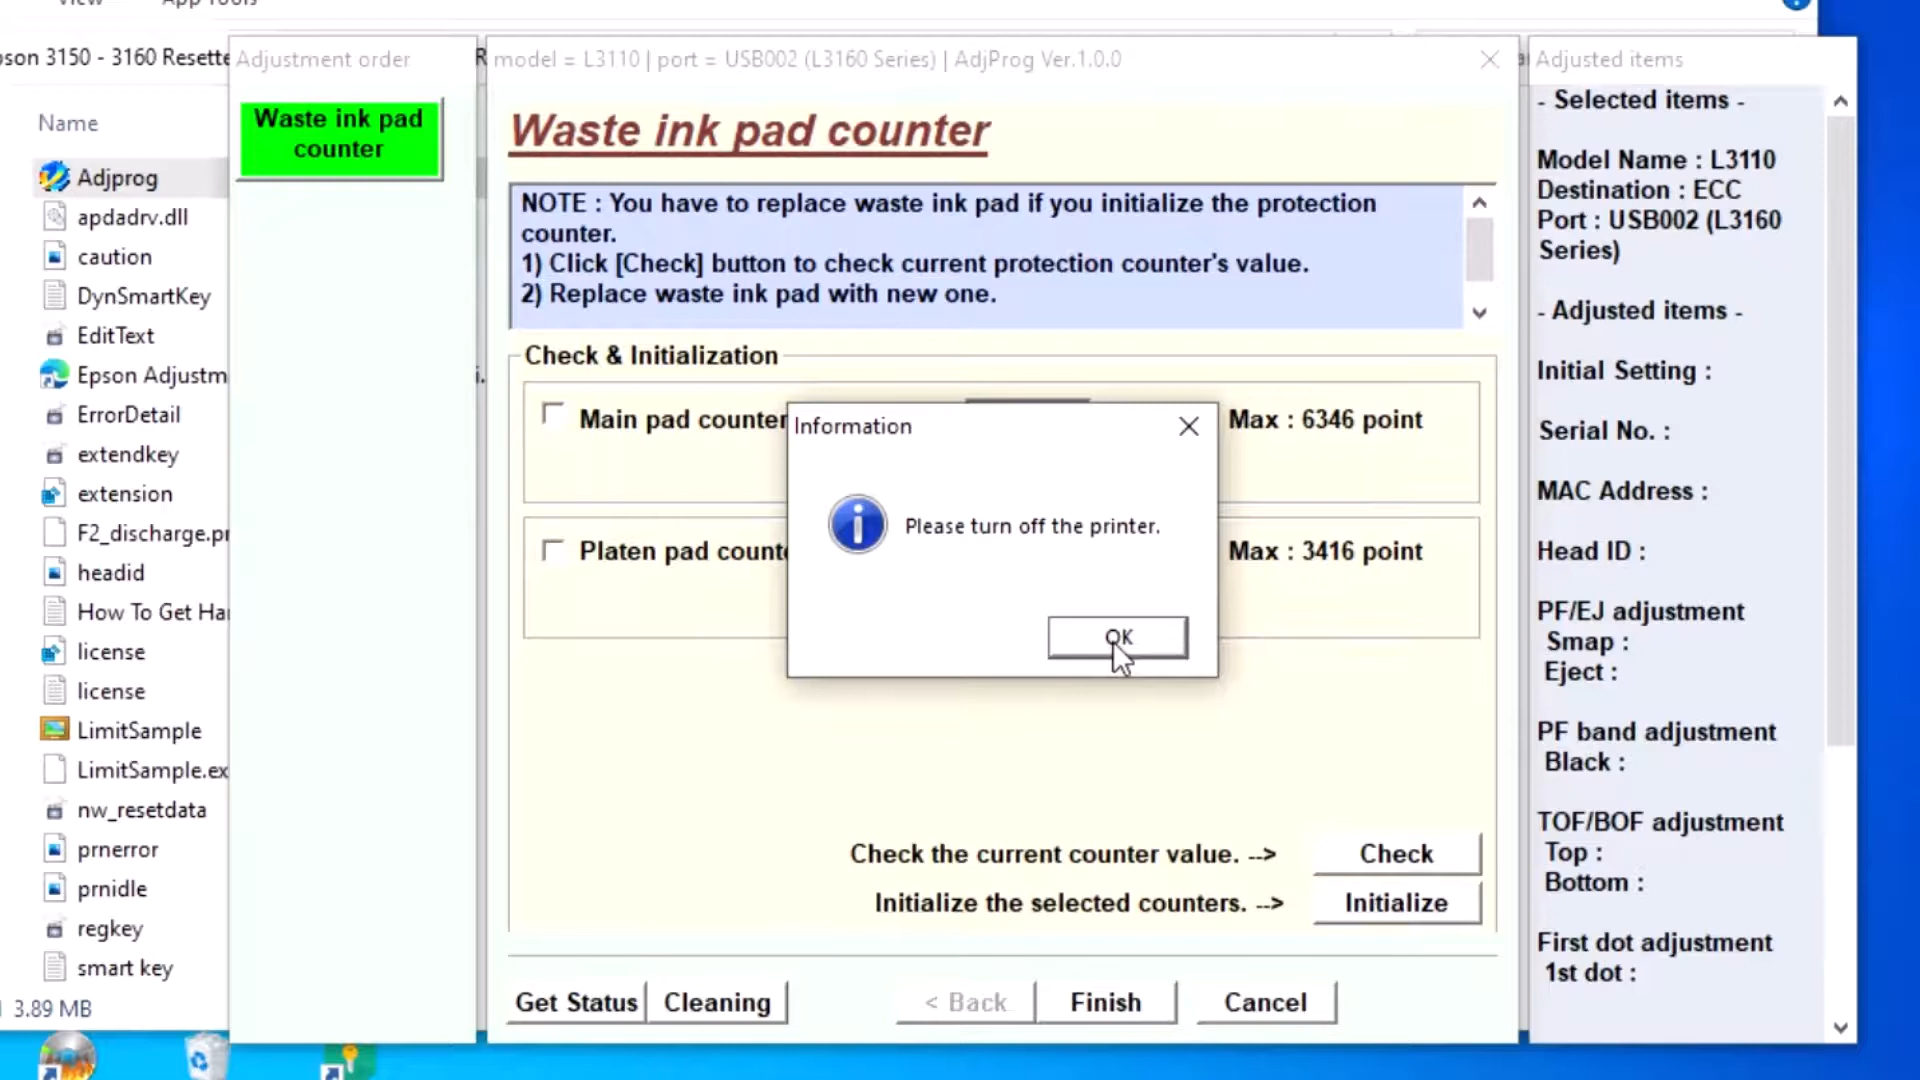 View
App Tools
pson 3150 - 3160 Resette
Name
Adjprog
apdadrv.dll
caution
DynSmartKey
EditText
Epson Adjustm
ErrorDetail
extendkey
extension
F2_discharge.pr
headid
How To Get Har
license
license
LimitSample
LimitSample.ex
nw_resetdata
prnerror
prnidle
regkey
smart key
3.89 MB
Adjustment order
Waste ink pad
counter
model = L3110 | port = USB002 (L3160 Series) | AdjProg Ver.1.0.0
Waste ink pad counter
NOTE : You have to replace waste ink pad if you initialize the protection
counter.
1) Click [Check] button to check current protection counter's value.
2) Replace waste ink pad with new one.
Check & Initialization
Main pad counter
Max : 6346 point
Platen pad counte
Max : 3416 point
Information
Please turn off the printer.
OK
Check the current counter value. -->
Check
Initialize the selected counters. -->
Initialize
Get Status
Cleaning
< Back
Finish
Cancel
Adjusted items
- Selected items -
Model Name : L3110
Destination : ECC
Port : USB002 (L3160
Series)
- Adjusted items -
Initial Setting :
Serial No. :
MAC Address :
Head ID :
PF/EJ adjustment
Smap :
Eject :
PF band adjustment
Black :
TOF/BOF adjustment
Top :
Bottom :
First dot adjustment
1st dot :